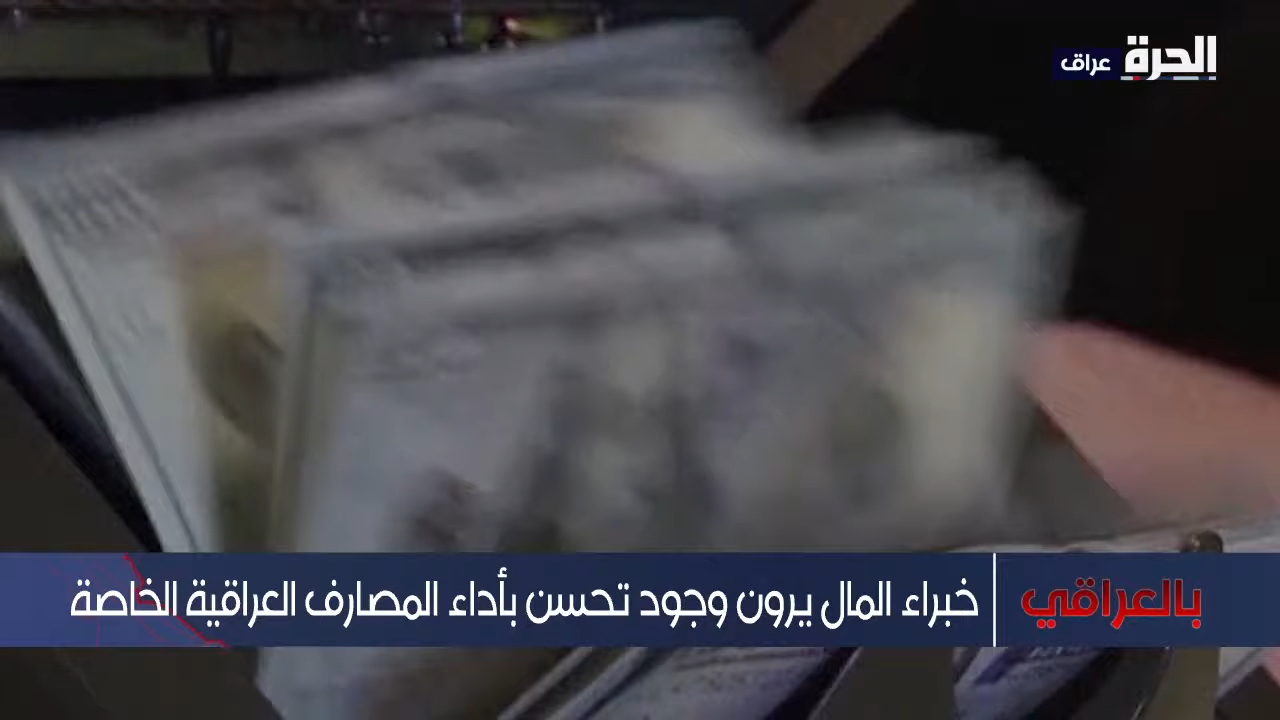 الحرة
عراق
بالعراقي
خبراء المال يرون وجود تحسن بأداء المصارف العراقية الخاصة